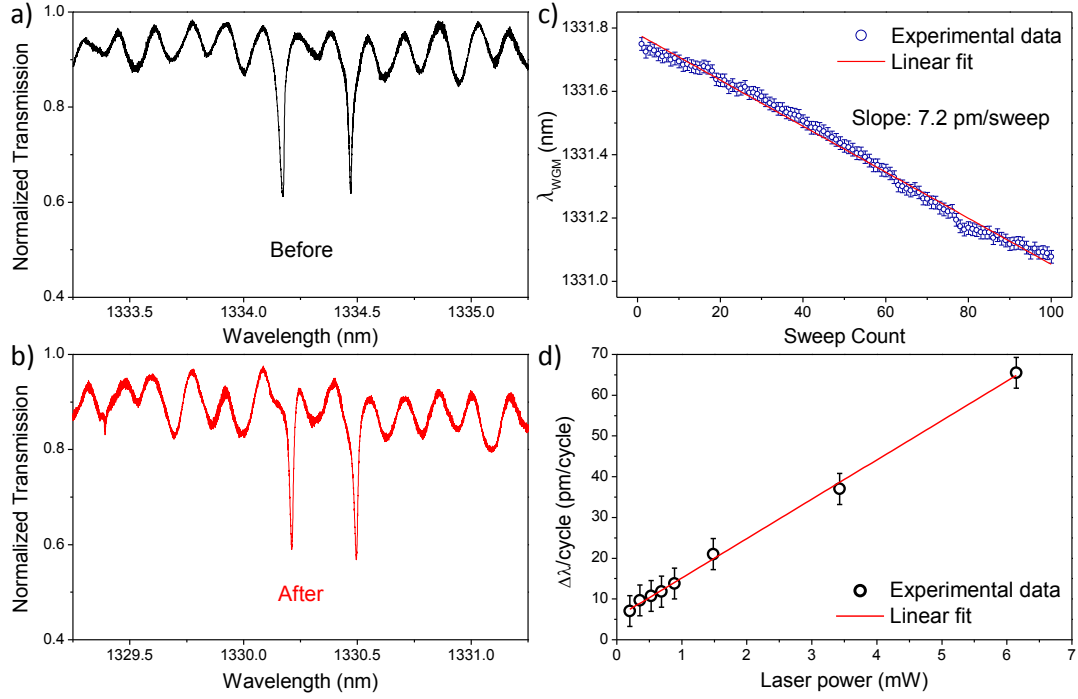 a)
1.0
0.8
0.6
0.4
Normalized Transmission
Before
1333.5
1334.0
1334.5
1335.0
Wavelength (nm)
b)
1.0
0.8
0.6
0.4
Normalized Transmission
After
1329.5
1330.0
1330.5
1331.0
Wavelength (nm)
c)
1331.8
1331.6
1331.4
1331.2
1331.0
λWGM (nm)
Experimental data
Linear fit
Slope: 7.2 pm/sweep
0
20
40
60
80
100
Sweep Count
d)
70
60
50
40
30
20
10
0
Δλ/cycle (pm/cycle)
Experimental data
Linear fit
0
1
2
3
4
5
6
7
Laser power (mW)